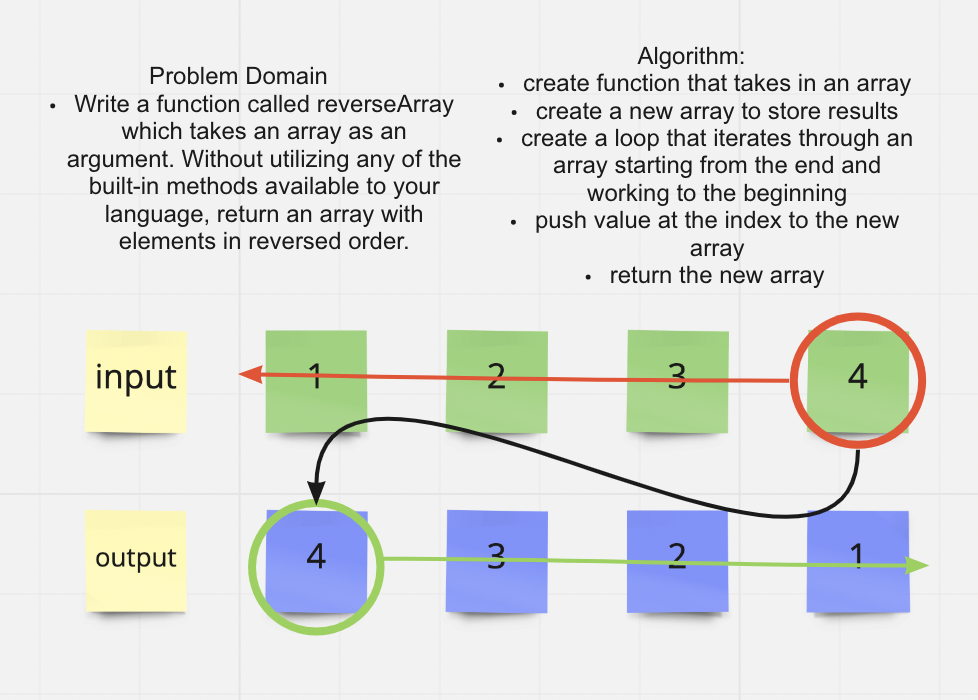 Problem Domain
• Write a function called reverseArray
which takes an array as an
argument. Without utilizing any of the
built-in methods available to your
language, return an array with
elements in reversed order.
Algorithm:
• create function that takes in an array
• create a new array to store results
• create a loop that iterates through an
array starting from the end and
working to the beginning
• push value at the index to the new
array
• return the new array
input 1 2 3 4
output 4 3 2 1